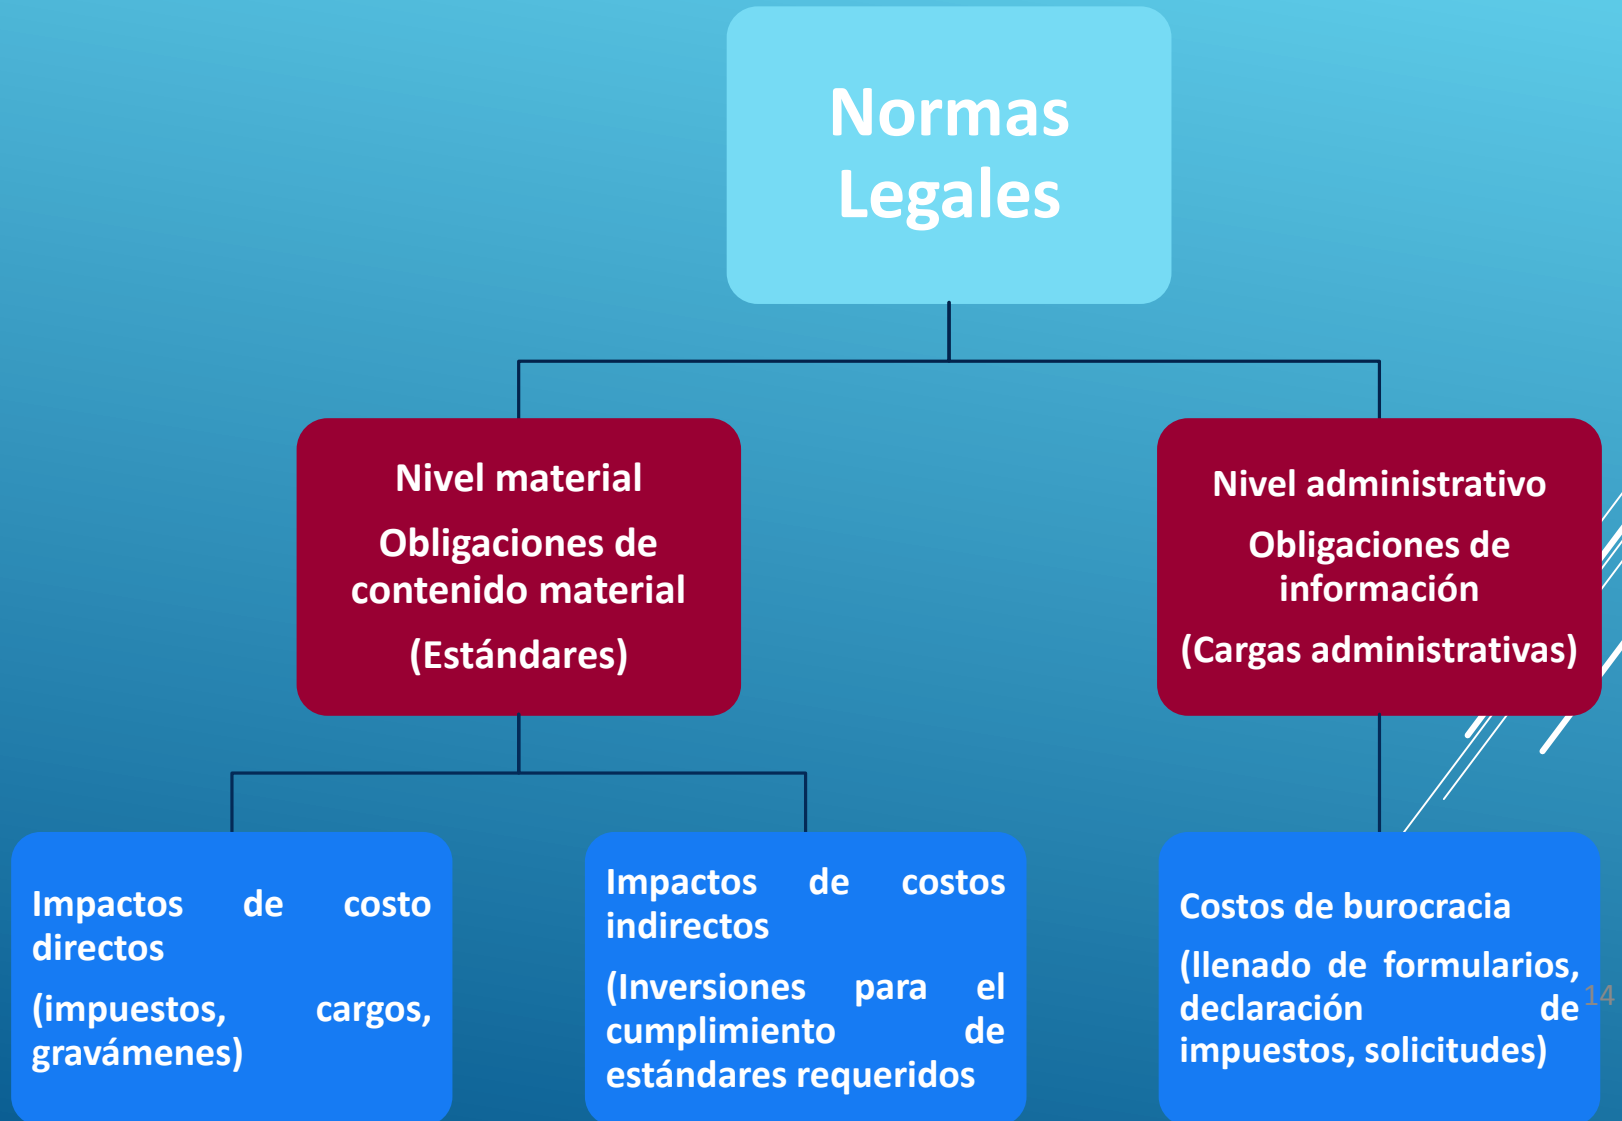 Normas
Legales
Nivel material
Obligaciones de
contenido material
(Estándares)
Nivel administrativo
Obligaciones de
información
(Cargas administrativas)
Impactos de costo
directos
(impuestos, cargos,
gravámenes)
Impactos de costos
indirectos
(Inversiones para el
cumplimiento de
estándares requeridos
Costos de burocracia
(llenado de formularios,
declaración de
impuestos, solicitudes)
14